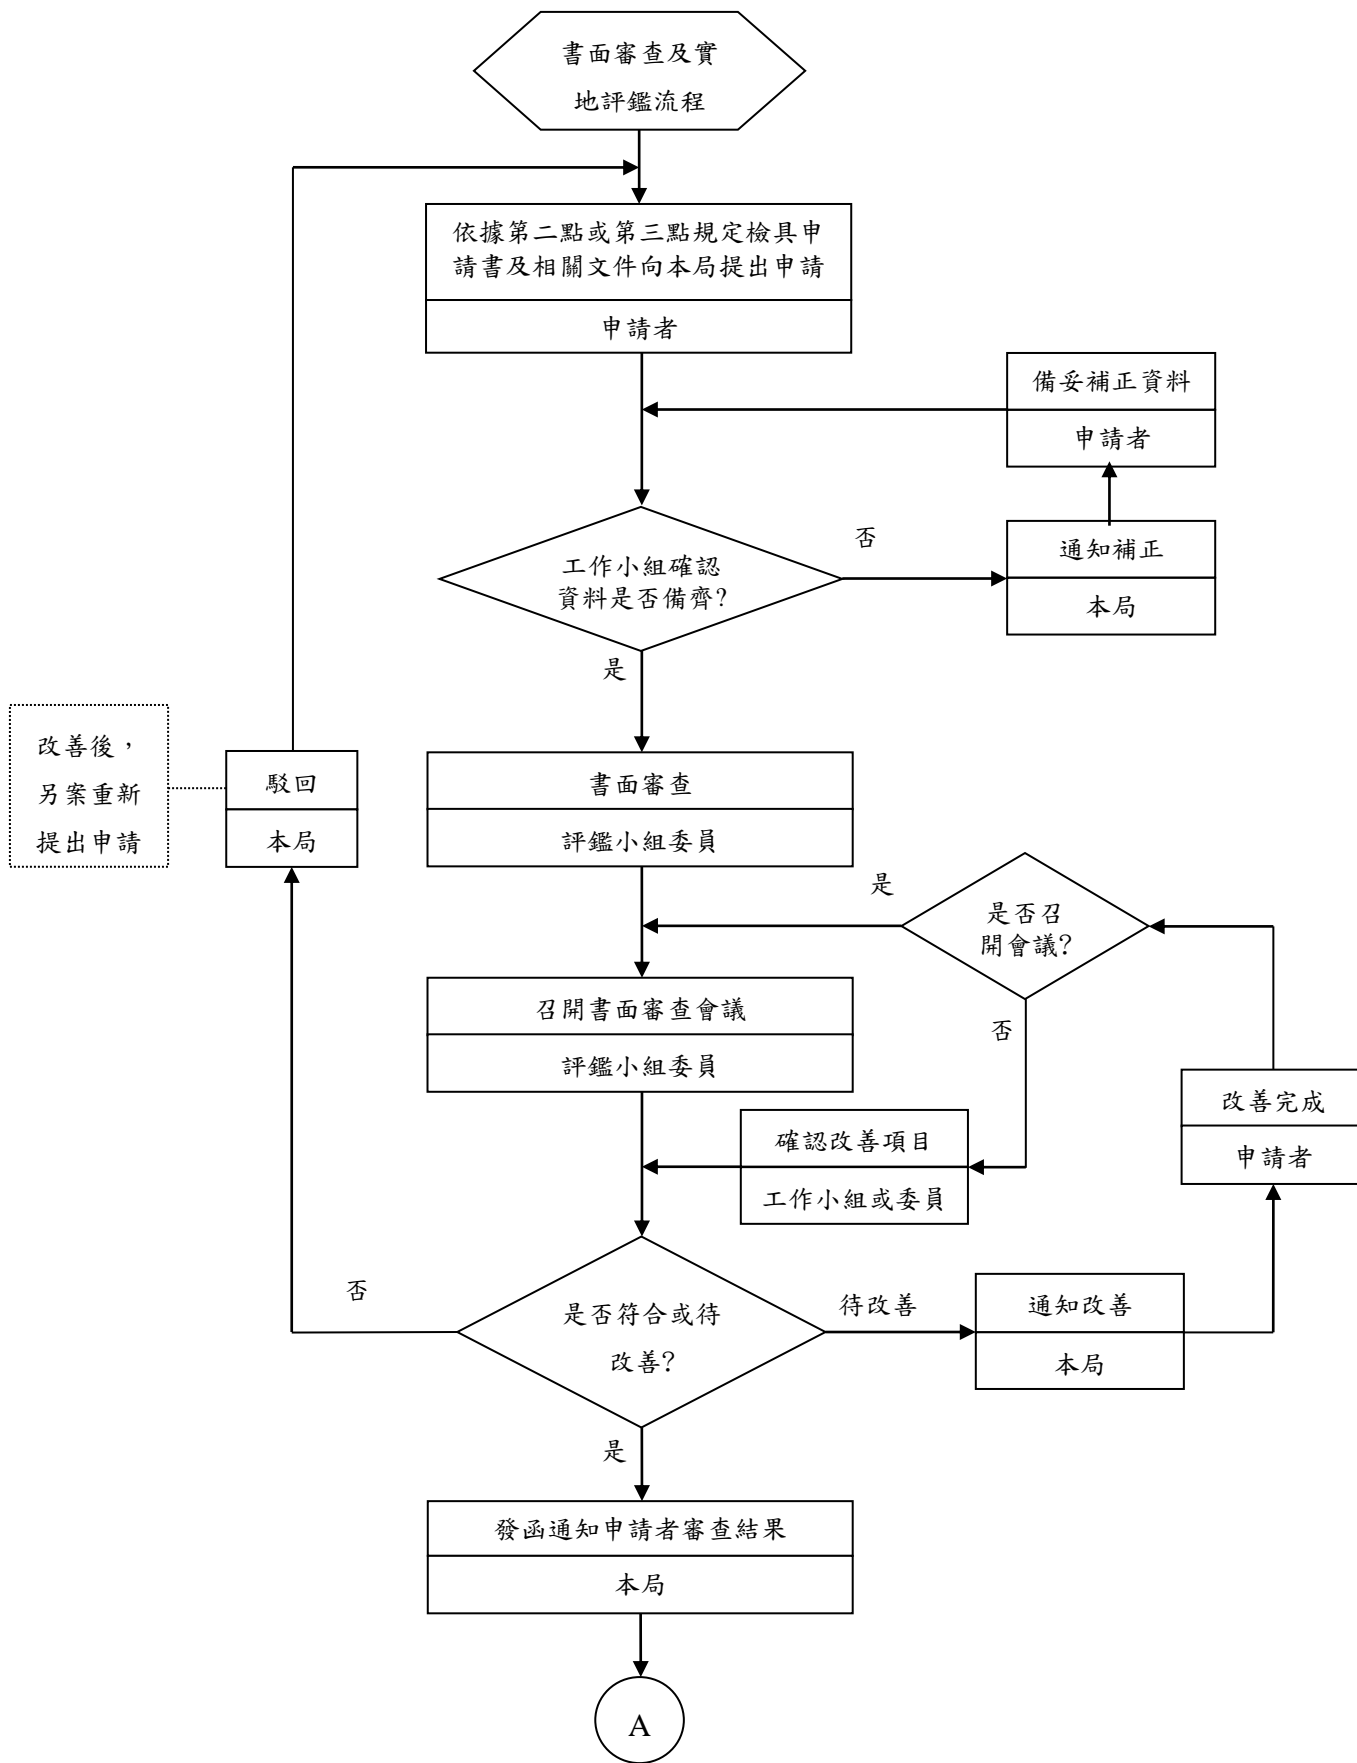 書面審查及實
地評鑑流程
依據第二點或第三點規定檢具申
請書及相關文件向本局提出申請
申請者
備妥補正資料
申請者
工作小組確認
資料是否備齊?
否
通知補正
本局
是
改善後，
另案重新
提出申請
駁回
本局
書面審查
評鑑小組委員
是
是否召
開會議?
否
召開書面審查會議
評鑑小組委員
確認改善項目
工作小組或委員
改善完成
申請者
否
是否符合或待
改善?
待改善
通知改善
本局
是
發函通知申請者審查結果
本局
A